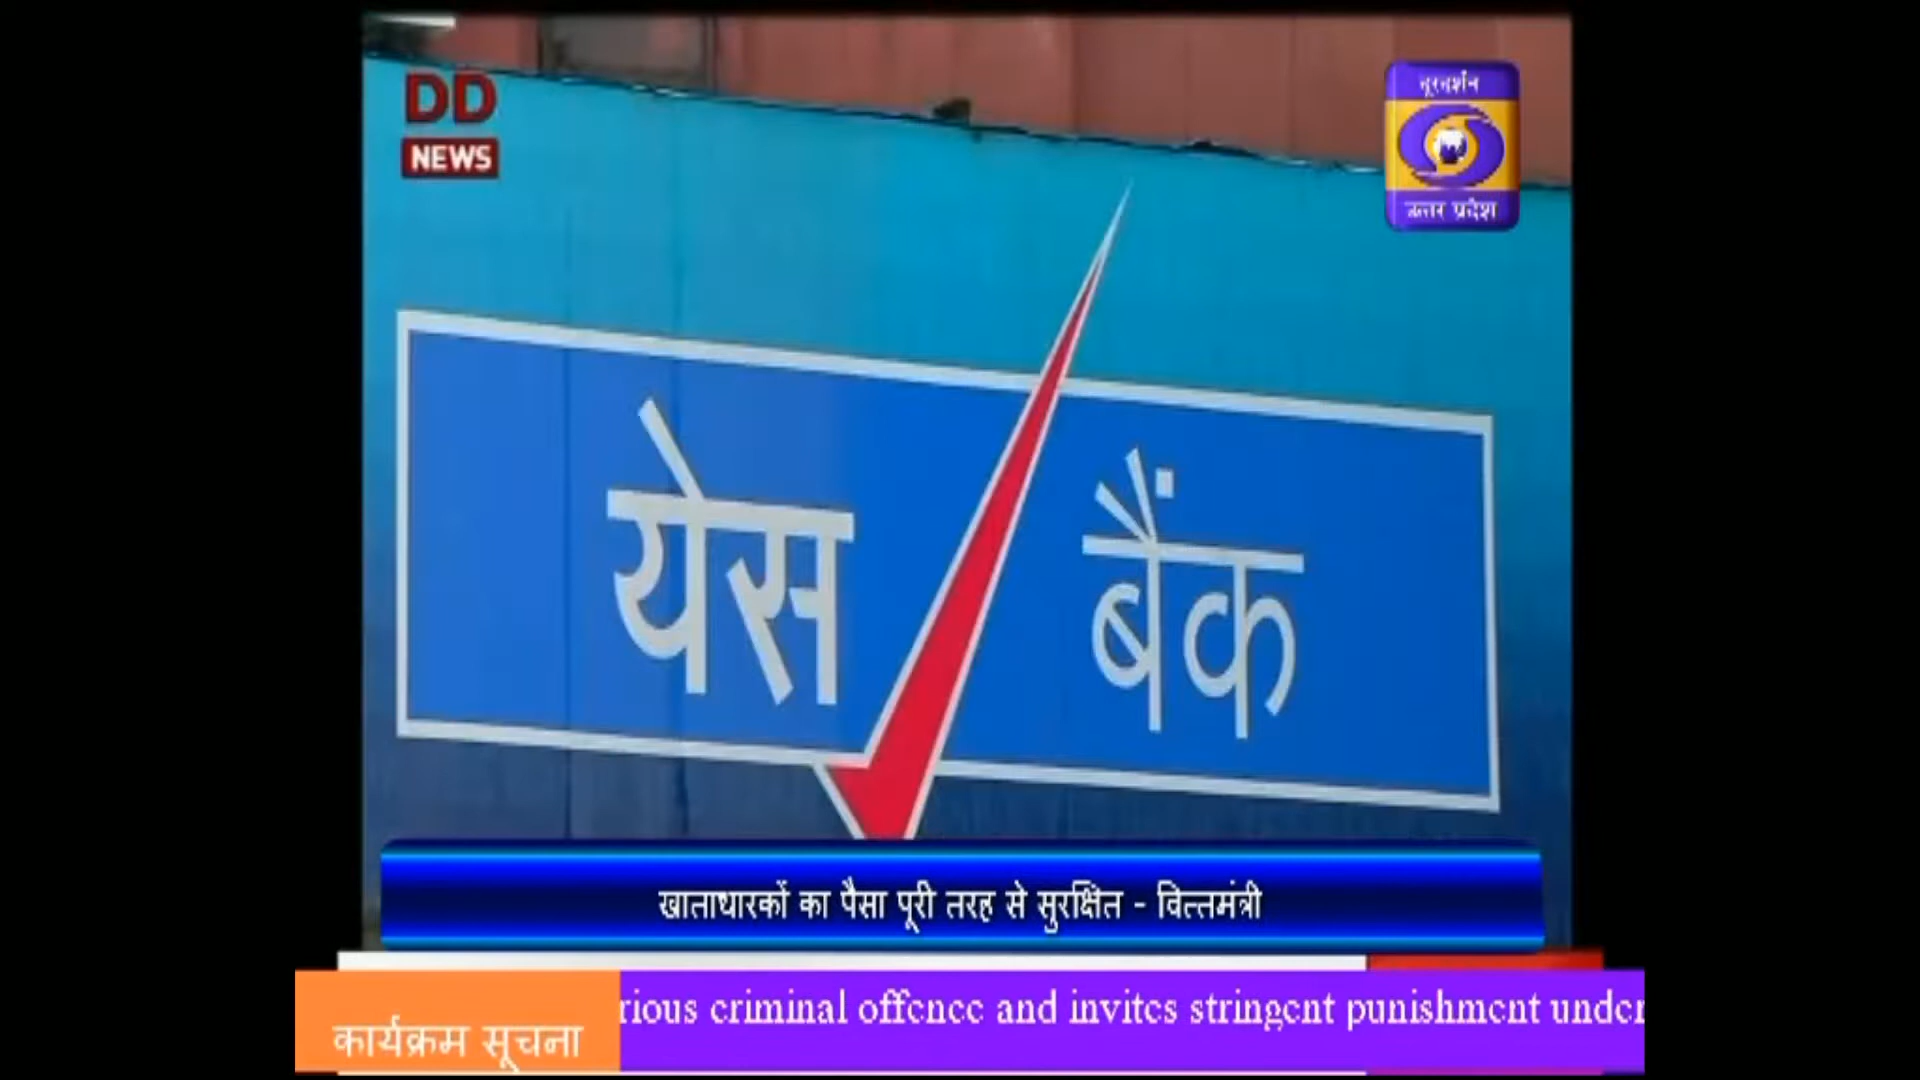 DD
NEWS
दूरदर्शन
उत्तर प्रदेश
येस बैंक
खाताधारकों का पैसा पूरी तरह से सुरक्षित - वित्तमंत्री
rious criminal offence and invites stringent punishment under
कार्यक्रम सूचना